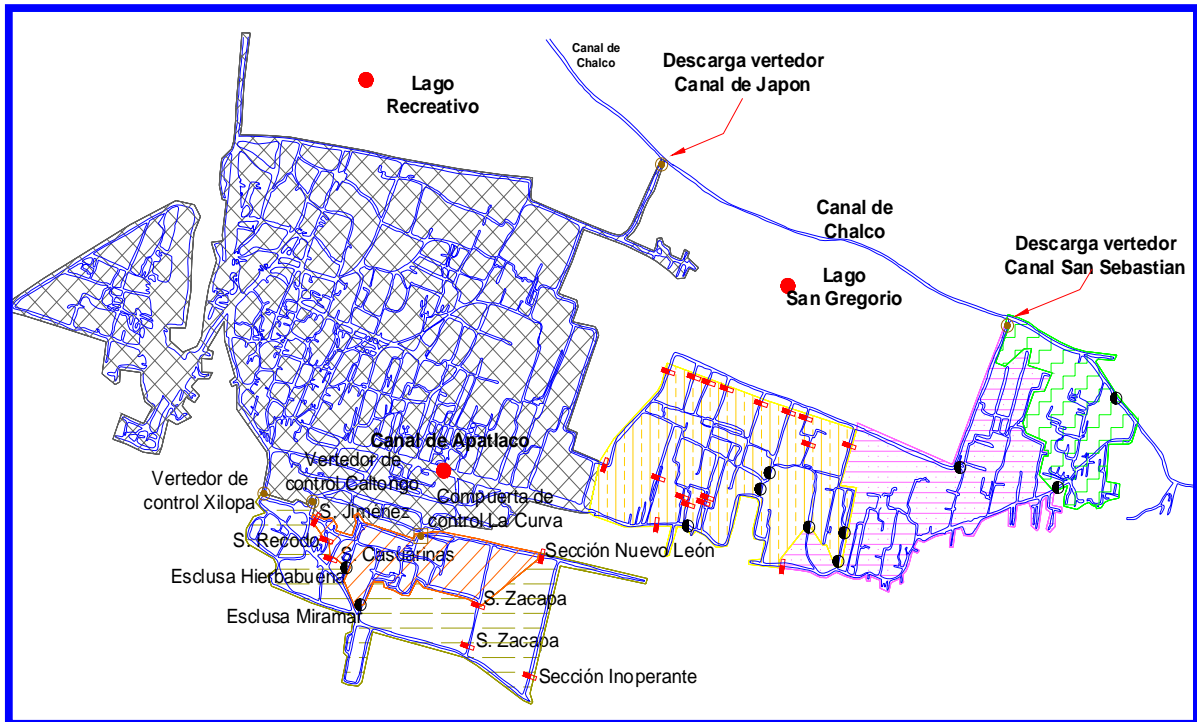 Canal de
Chalco
Descarga vertedor
Canal de Japon
Lago
Recreativo
Canal de
Chalco
Descarga vertedor
Canal San Sebastian
Lago
San Gregorio
Canal de Apatlaco
Vertedor de
control Caltongo
Vertedor de
control Xilopa
Compuerta de
control La Curva
S. Jimenez
S. Recodo
S. Casuarinas
Sección Nuevo León
Esclusa Hierbabuena
S. Zacapa
Esclusa Miramar
S. Zacapa
Sección Inoperante